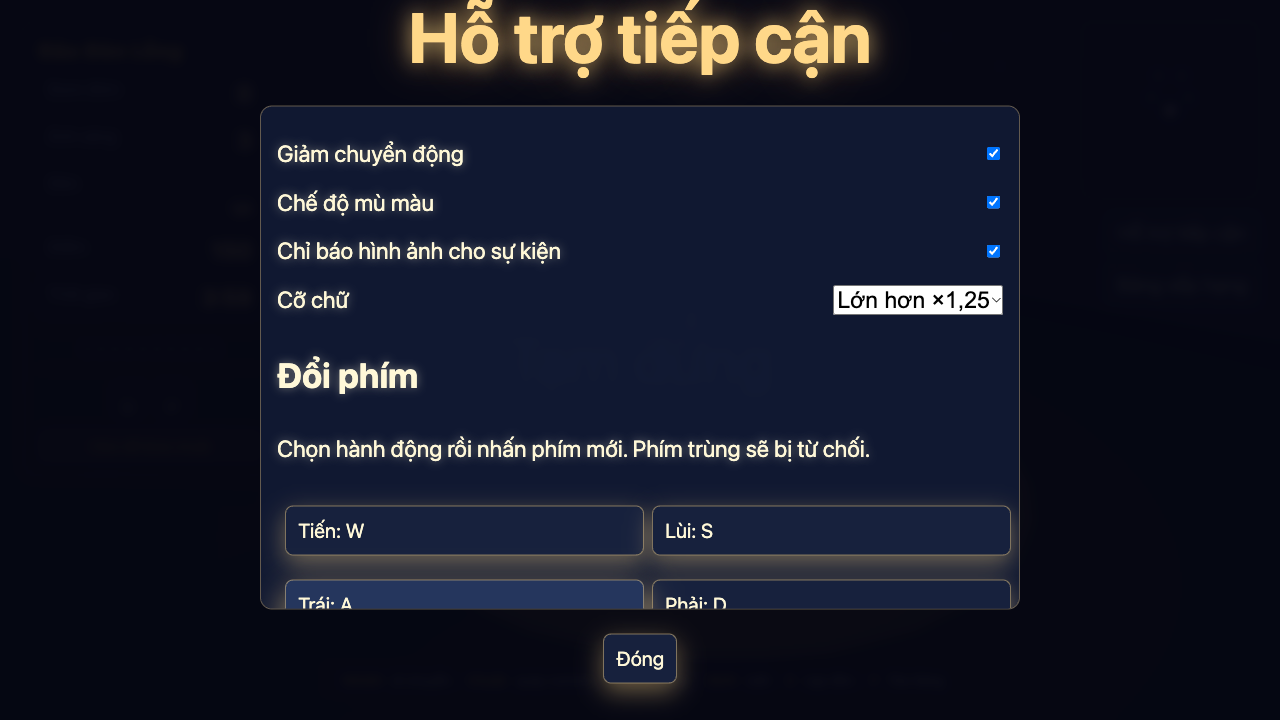 Hỗ trợ tiếp cận
Giảm chuyển động
Chế độ mù màu
Chỉ báo hình ảnh cho sự kiện
Cỡ chữ Lớn hơn ×1,25
Đổi phím
Chọn hành động rồi nhấn phím mới. Phím trùng sẽ bị từ chối.
Tiến: W Lùi: S
Trái: A Phải: D
Đóng